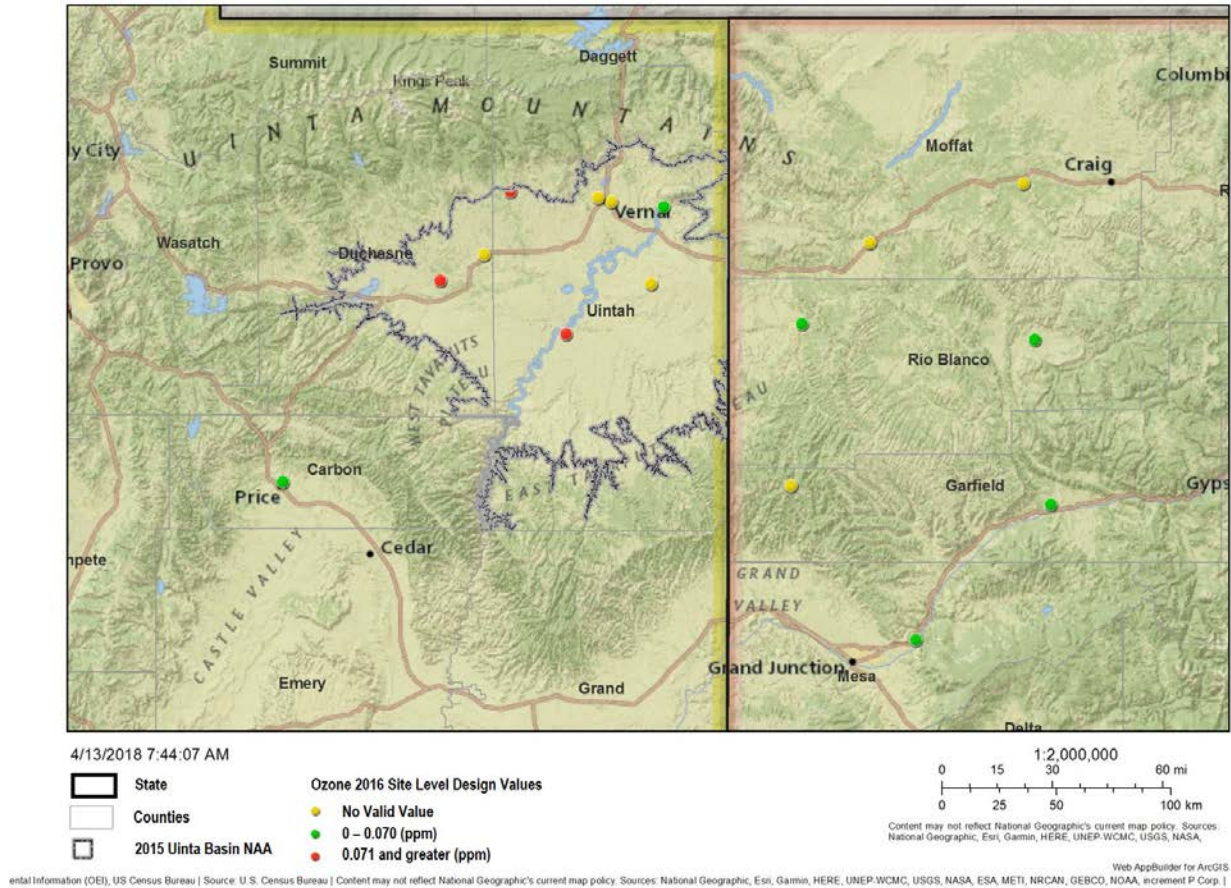 Summit
Daggett
Columbi
Kings Peak
UINTA MOUNTAINS
y City
Moffat
Craig
R
Vernal
Wasatch
Duchesne
Provo
Uintah
WEST TAVAPUTS
PLATEAU
Rio Blanco
EAU
Carbon
Price
EAST TA
Garfield
Gyps
Cedar
npete
CASTLE VALLEY
GRAND
VALLEY
Grand Junction
Mesa
Emery
Grand
Delta
4/13/2018 7:44:07 AM
State
Counties
2015 Uinta Basin NAA
Ozone 2016 Site Level Design Values
No Valid Value
0 – 0.070 (ppm)
0.071 and greater (ppm)
1:2,000,000
0 15 30 60 mi
0 25 50 100 km
Content may not reflect National Geographic's current map policy. Sources:
National Geographic, Esri, Garmin, HERE, UNEP-WCMC, USGS, NASA,
Web AppBuilder for ArcGIS
ental Information (OEI), US Census Bureau | Source: U.S. Census Bureau | Content may not reflect National Geographic's current map policy. Sources: National Geographic, Esri, Garmin, HERE, UNEP-WCMC, USGS, NASA, ESA, METI, NRCAN, GEBCO, NOAA, increment P Corp. |